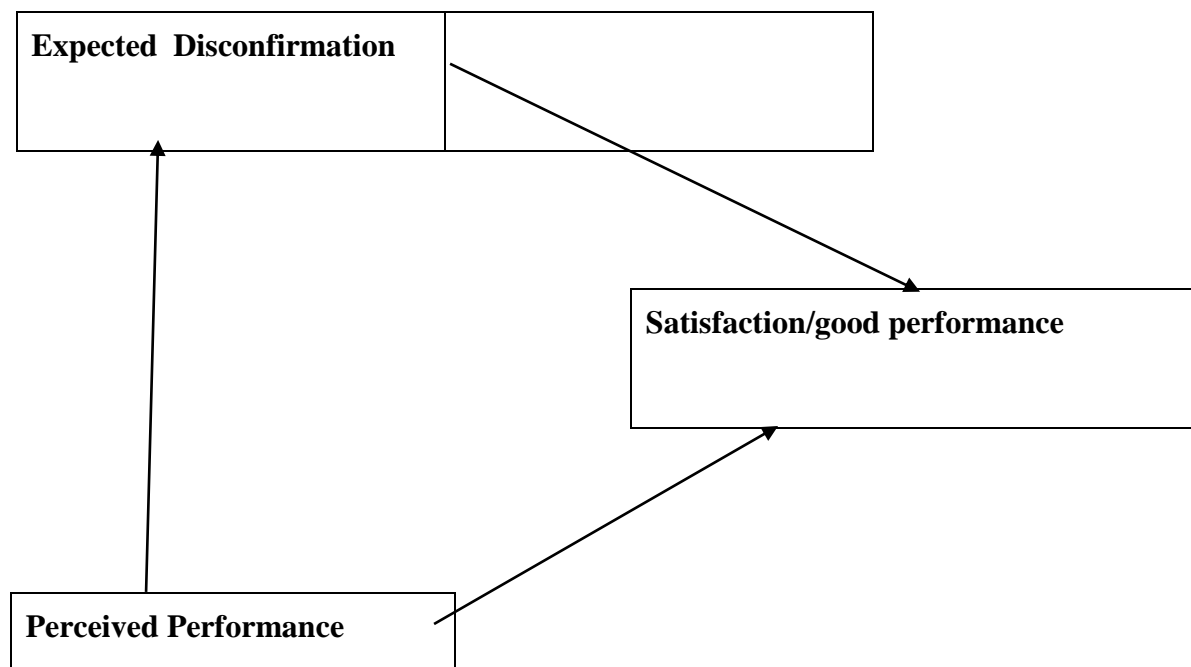 Expected  Disconfirmation
Satisfaction/good performance
Perceived Performance